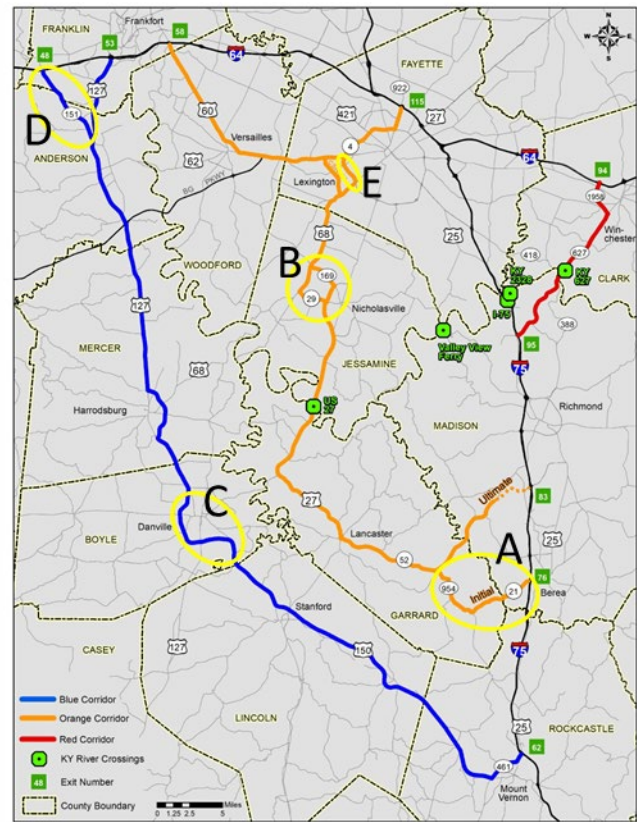 FRANKLIN
Frankfort
58
48
53
64
127
FAYETTE
922
115
421
27
151
D
ANDERSON
60
Versailles
4
64
94
62
BG PKWY
Lexington
E
1958
Win-
chester
68
25
627
WOODFORD
B
169
418
KY
2328
KY
627
CLARK
127
29
Nicholasville
I-75
388
MERCER
Valley View
Ferry
95
JESSAMINE
75
68
MADISON
Harrodsburg
US
27
Richmond
C
Ultimate
83
27
Danville
Lancaster
A
25
BOYLE
52
76
954
Initial
21
Berea
Stanford
GARRARD
CASEY
150
75
127
Blue Corridor
Orange Corridor
LINCOLN
25
ROCKCASTLE
Red Corridor
KY River Crossings
62
48
Exit Number
461
Mount
Vernon
County Boundary
0 1.25 2.5 5 Miles
N
W
E
S